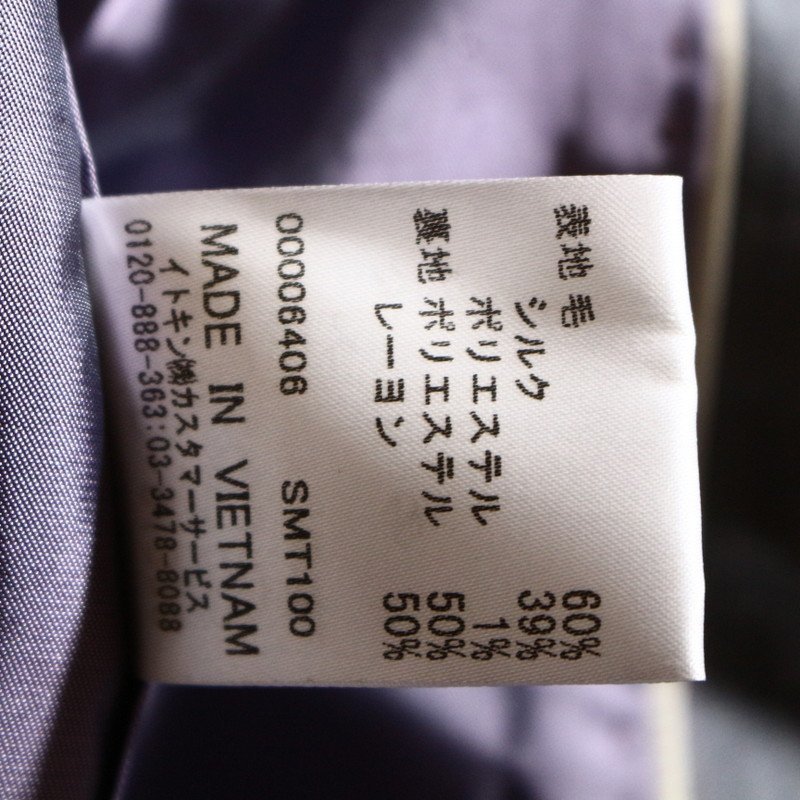 表地 毛 60%
シルク 39%
ポリエステル 1%
裏地 ポリエステル 50%
レーヨン 50%
00006406 SMT100
MADE IN VIETNAM
イトキン㈱カスタマーサービス
0120-888-363:03-3478-8088